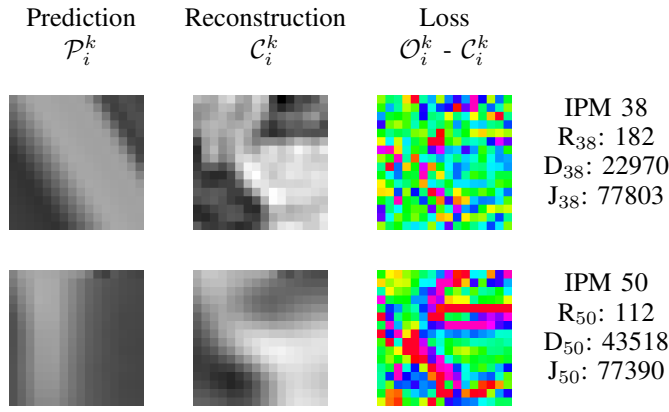 Prediction Reconstruction Loss
𝒫ᵢᵏ 𝒞ᵢᵏ 𝒪ᵢᵏ - 𝒞ᵢᵏ
IPM 38
R₃₈: 182
D₃₈: 22970
J₃₈: 77803
IPM 50
R₅₀: 112
D₅₀: 43518
J₅₀: 77390